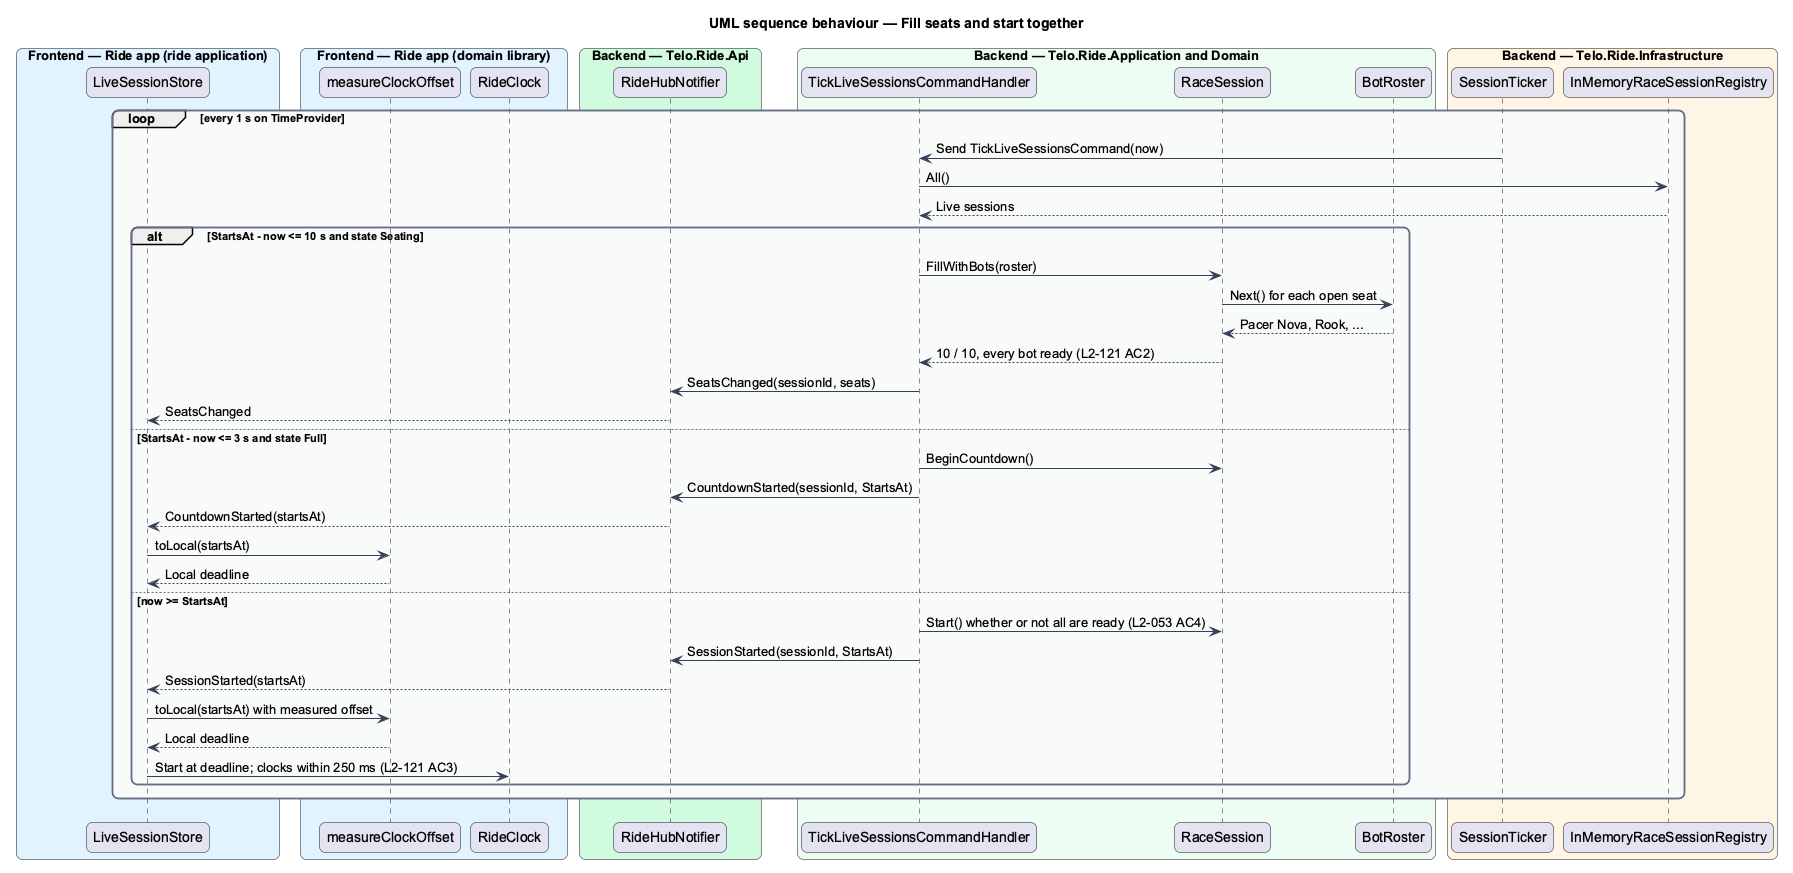 UML sequence behaviour — Fill seats and start together
Frontend — Ride app (ride application)
Frontend — Ride app (domain library)
Backend — Telo.Ride.Api
Backend — Telo.Ride.Application and Domain
Backend — Telo.Ride.Infrastructure
LiveSessionStore
measureClockOffset
RideClock
RideHubNotifier
TickLiveSessionsCommandHandler
RaceSession
BotRoster
SessionTicker
InMemoryRaceSessionRegistry
loop
[every 1 s on TimeProvider]
Send TickLiveSessionsCommand(now)
All()
Live sessions
alt
[StartsAt - now <= 10 s and state Seating]
FillWithBots(roster)
Next() for each open seat
Pacer Nova, Rook, ...
10 / 10, every bot ready (L2-121 AC2)
SeatsChanged(sessionId, seats)
SeatsChanged
[StartsAt - now <= 3 s and state Full]
BeginCountdown()
CountdownStarted(sessionId, StartsAt)
CountdownStarted(startsAt)
toLocal(startsAt)
Local deadline
[now >= StartsAt]
Start() whether or not all are ready (L2-053 AC4)
SessionStarted(sessionId, StartsAt)
SessionStarted(startsAt)
toLocal(startsAt) with measured offset
Local deadline
Start at deadline; clocks within 250 ms (L2-121 AC3)
LiveSessionStore
measureClockOffset
RideClock
RideHubNotifier
TickLiveSessionsCommandHandler
RaceSession
BotRoster
SessionTicker
InMemoryRaceSessionRegistry